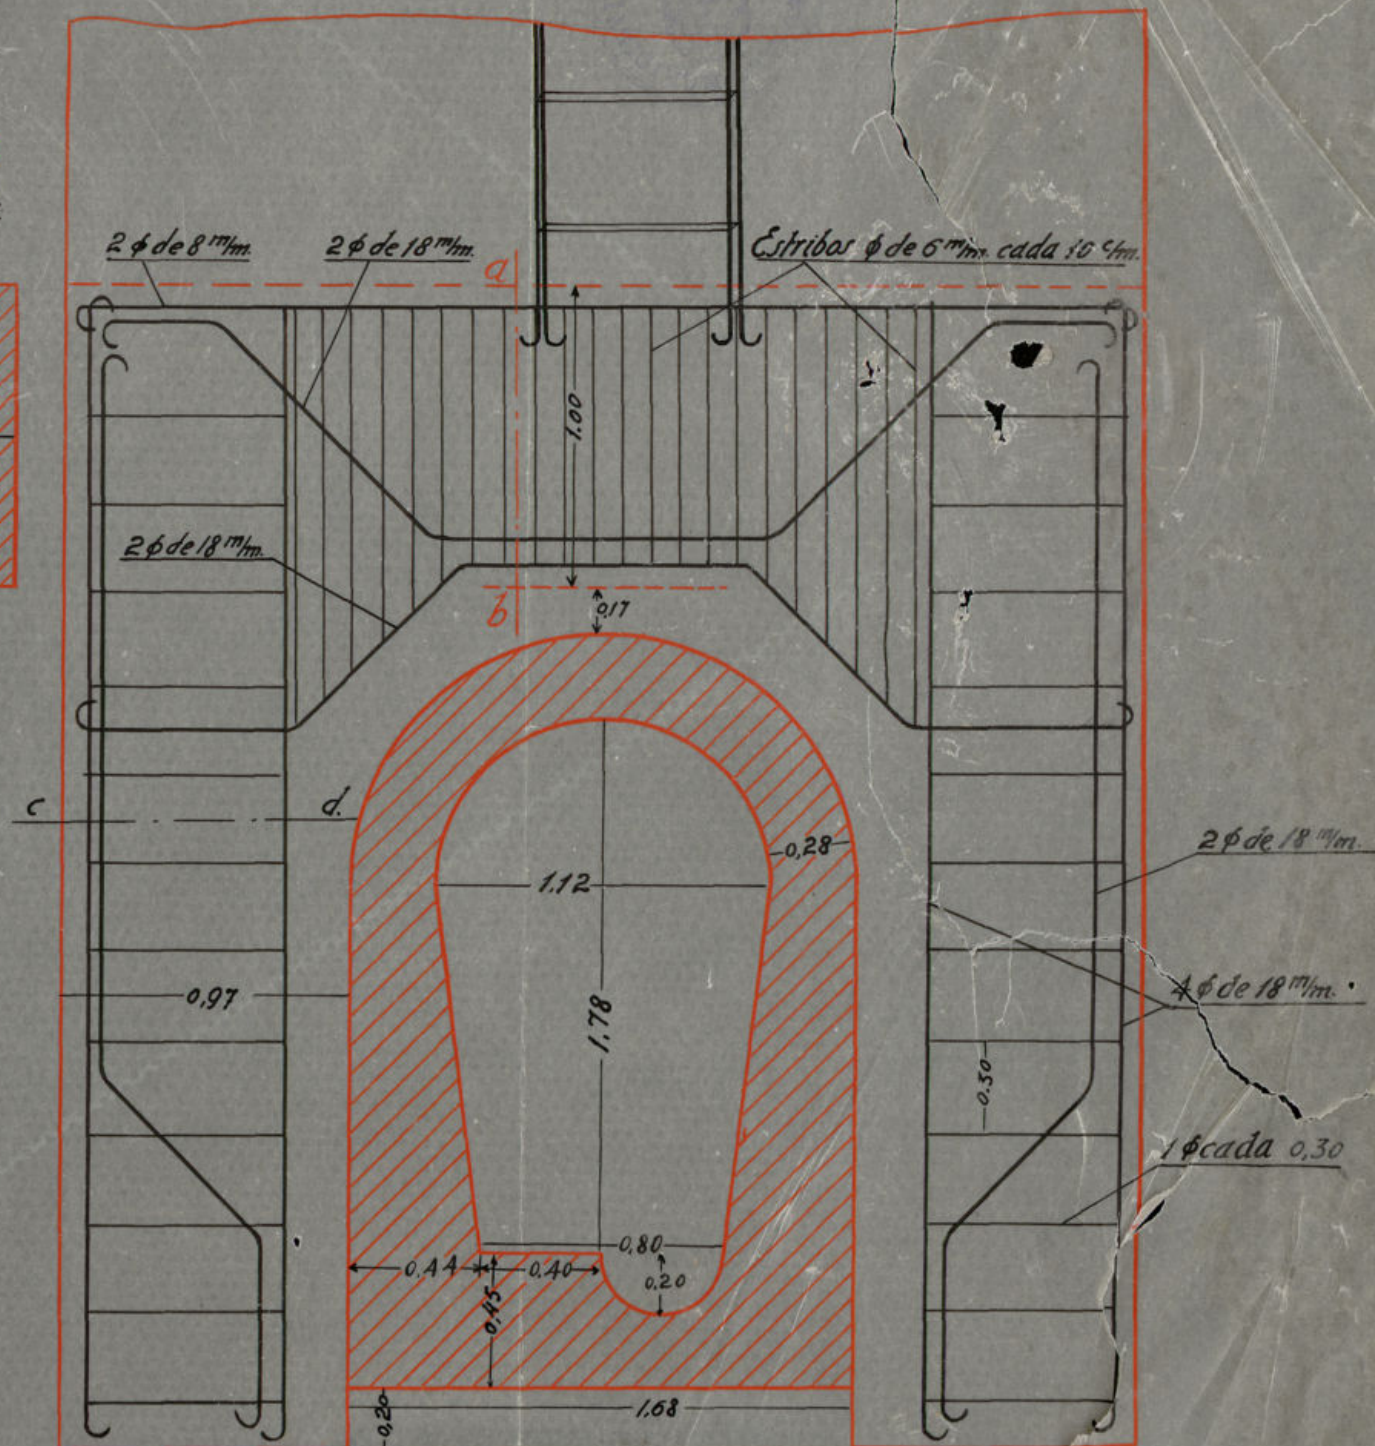 2 ϕ de 8 m/m.
2 ϕ de 18 m/m.
a
Estribos ϕ de 6 m/m. cada 10 c/m.
1.00
2 ϕ de 18 m/m.
b
0,17
c
d.
0,28
1.12
2 ϕ de 18 m/m.
0,97
1,78
4 ϕ de 18 m/m.
0.30
1 ϕ cada 0,30
0,80
0,44
0,40
0,20
0,45
0,20
1,68